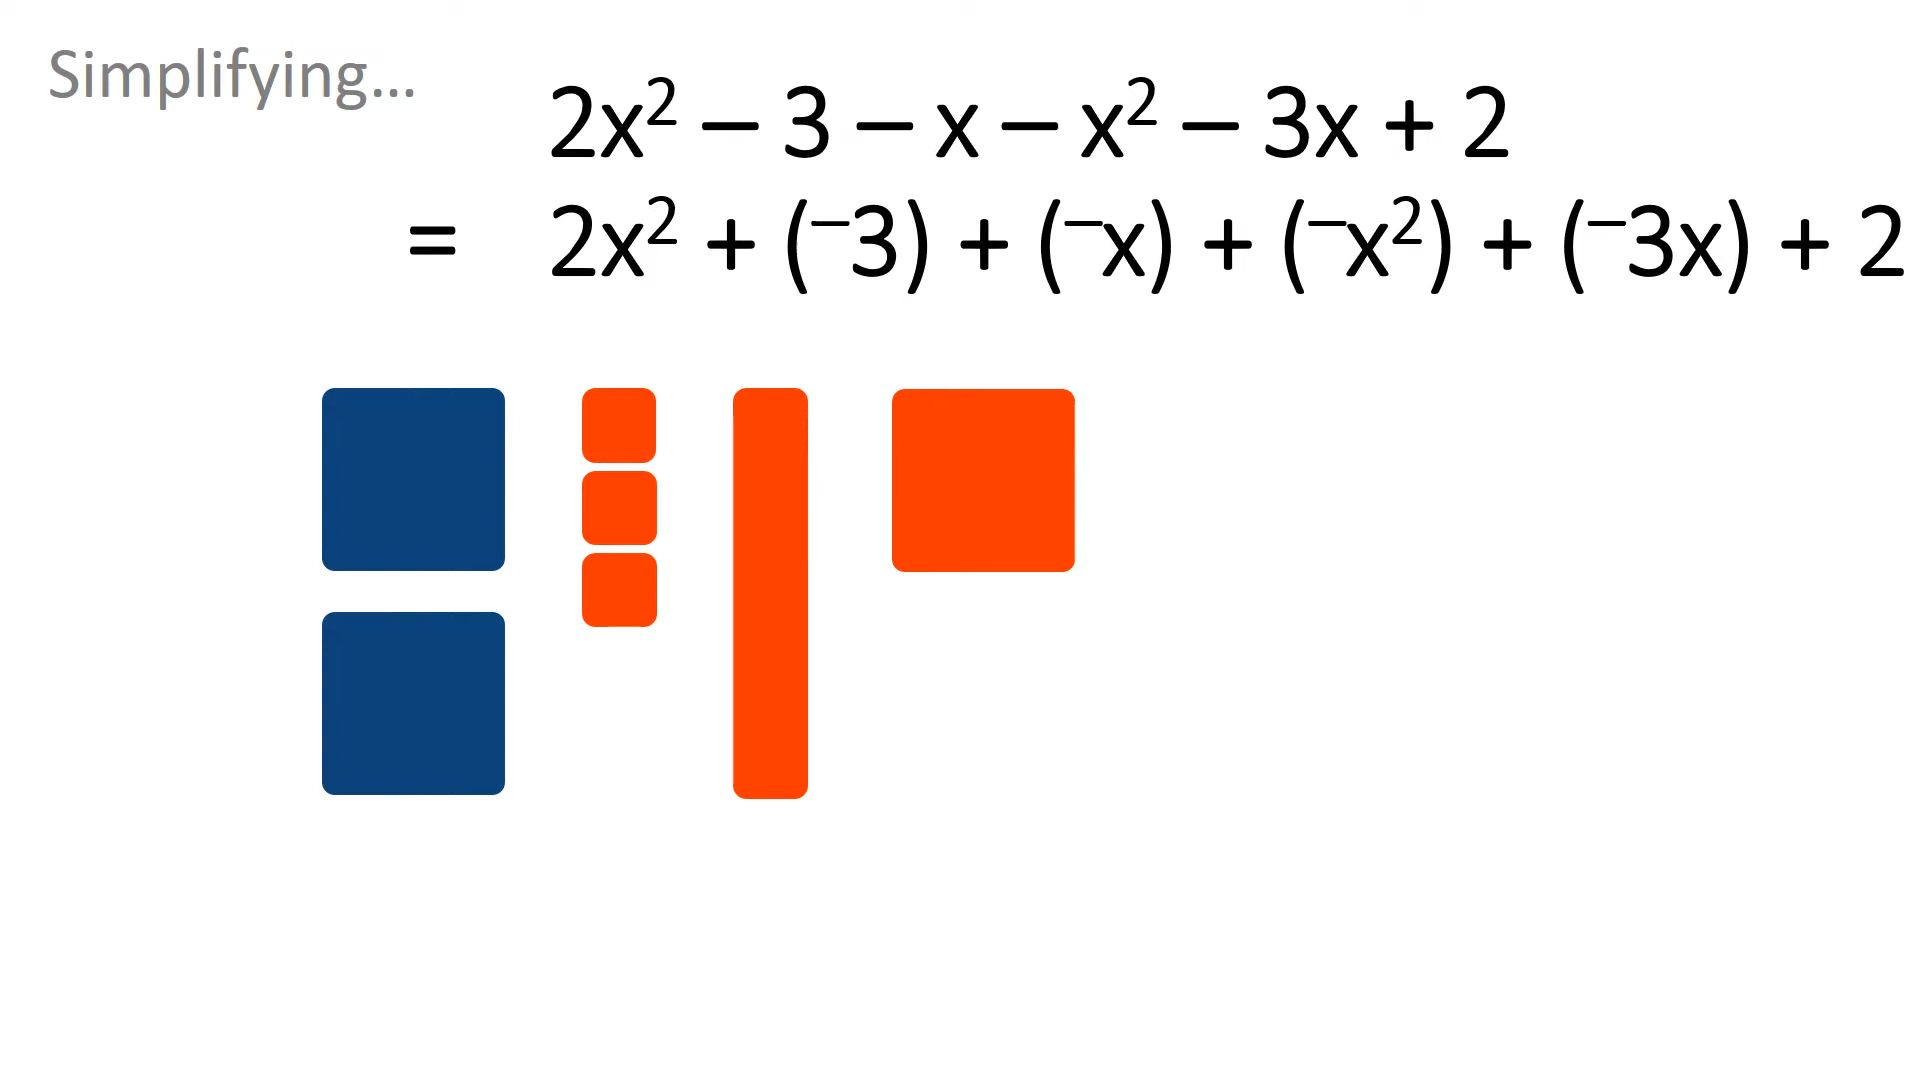 Simplifying...
2x² – 3 – x – x² – 3x + 2
= 2x² + (⁻3) + (⁻x) + (⁻x²) + (⁻3x) + 2